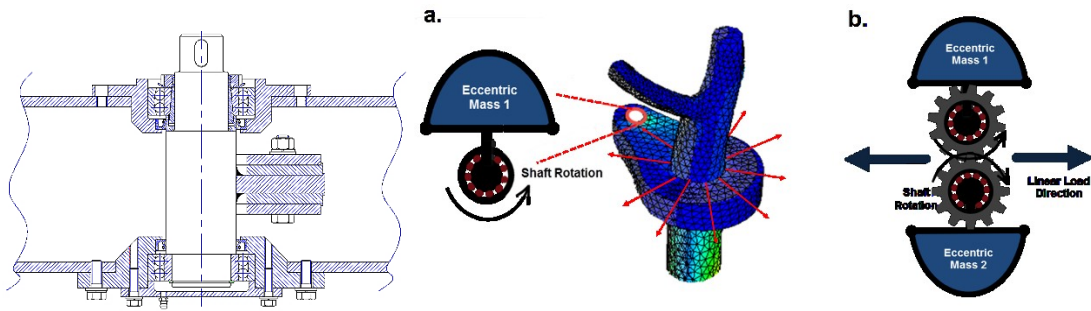 a.
Eccentric
Mass 1
Shaft Rotation
b.
Eccentric
Mass 1
Shaft
Rotation
Linear Load
Direction
Eccentric
Mass 2